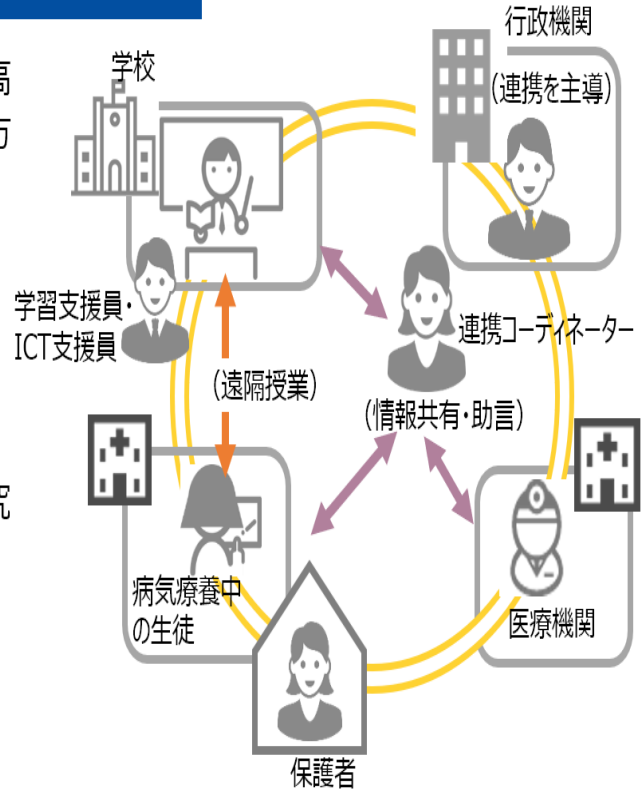 行政機関
学校
(連携を主導)
高
万
学習支援員・
ICT支援員
連携コーディネーター
(遠隔授業)
(情報共有・助言)
究
病気療養中
の生徒
医療機関
保護者